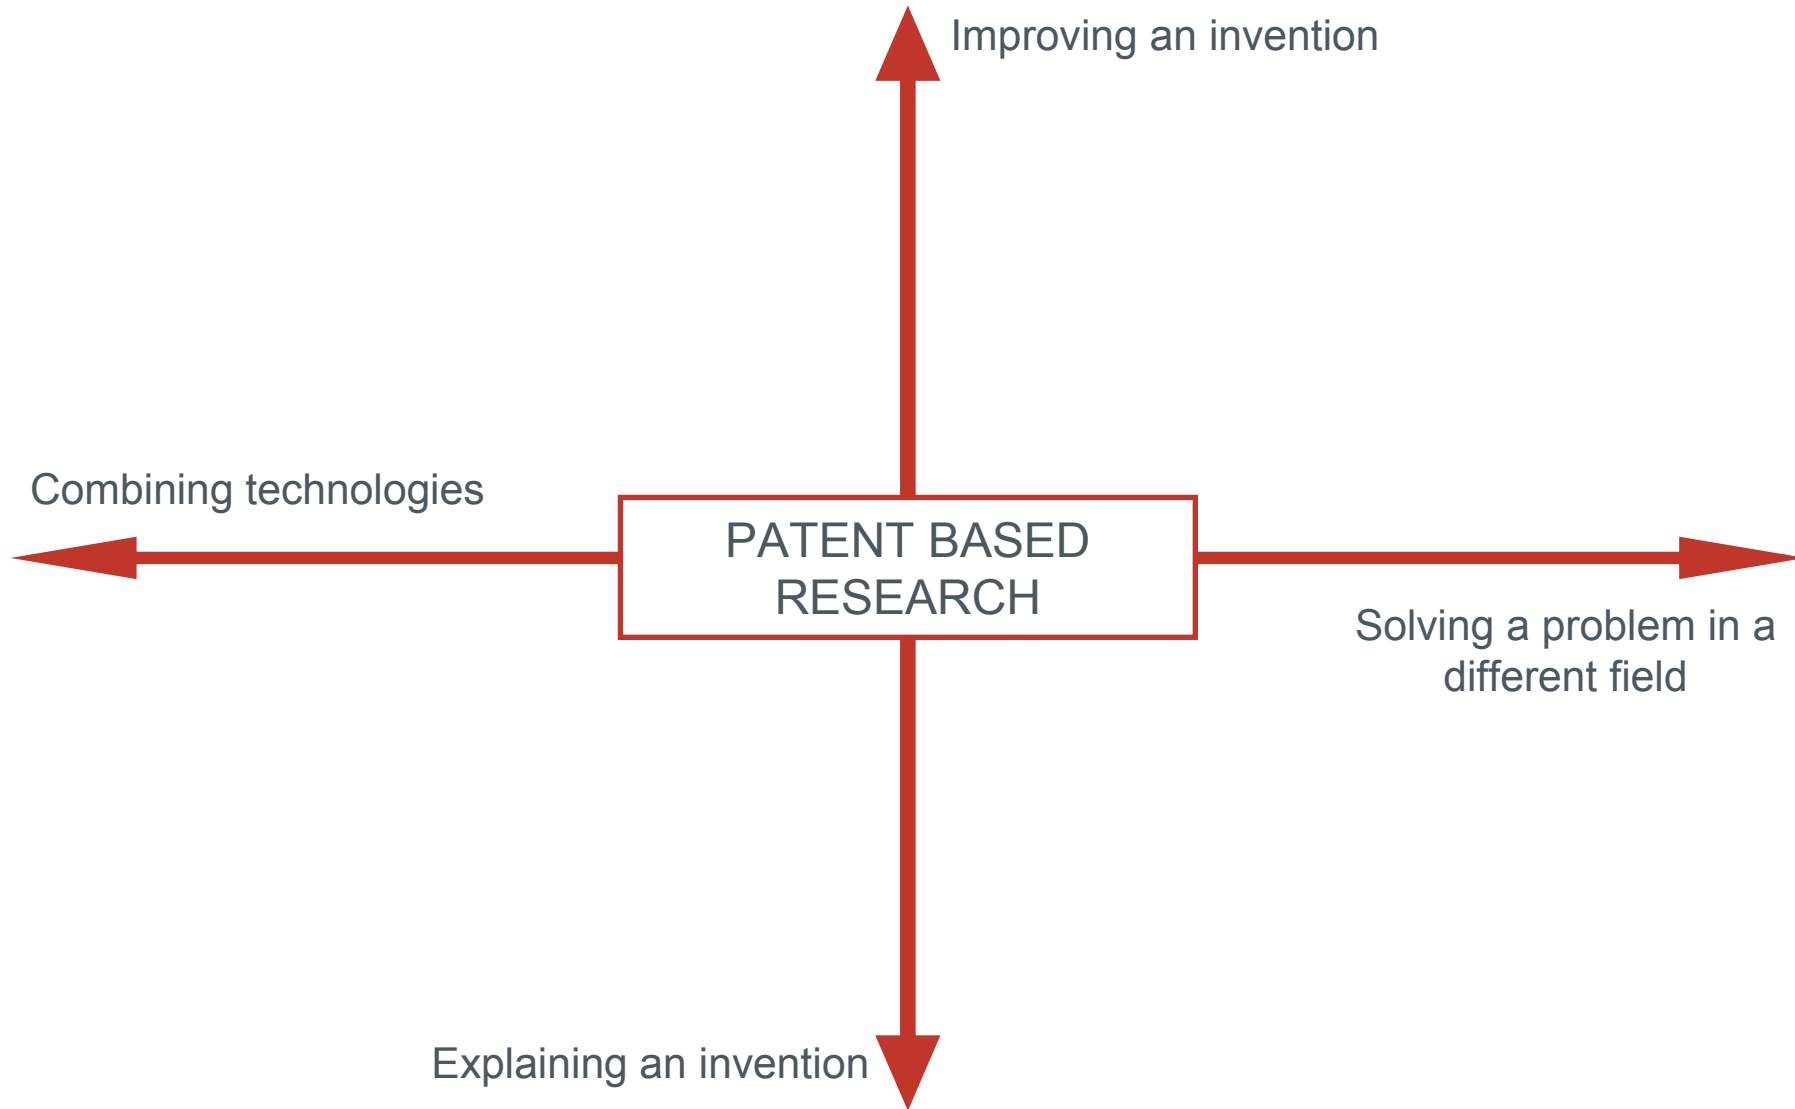 Improving an invention
Combining technologies
PATENT BASED
RESEARCH
Solving a problem in a
different field
Explaining an invention